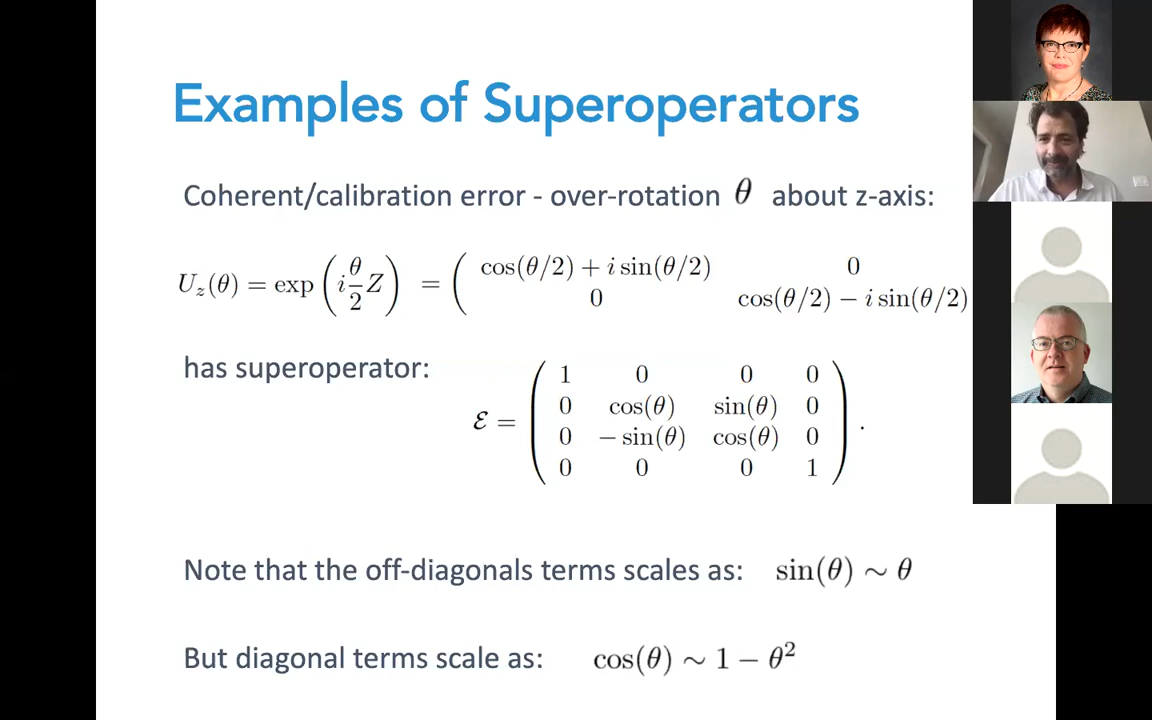 Examples of Superoperators
Coherent/calibration error - over-rotation θ about z-axis:
U_z(θ) = exp(i θ/2 Z) = ( cos(θ/2) + i sin(θ/2) 0
0 cos(θ/2) − i sin(θ/2)
has superoperator:
ℰ = ( 1 0 0 0
0 cos(θ) sin(θ) 0
0 − sin(θ) cos(θ) 0
0 0 0 1 ) .
Note that the off-diagonals terms scales as: sin(θ) ∼ θ
But diagonal terms scale as: cos(θ) ∼ 1 − θ²